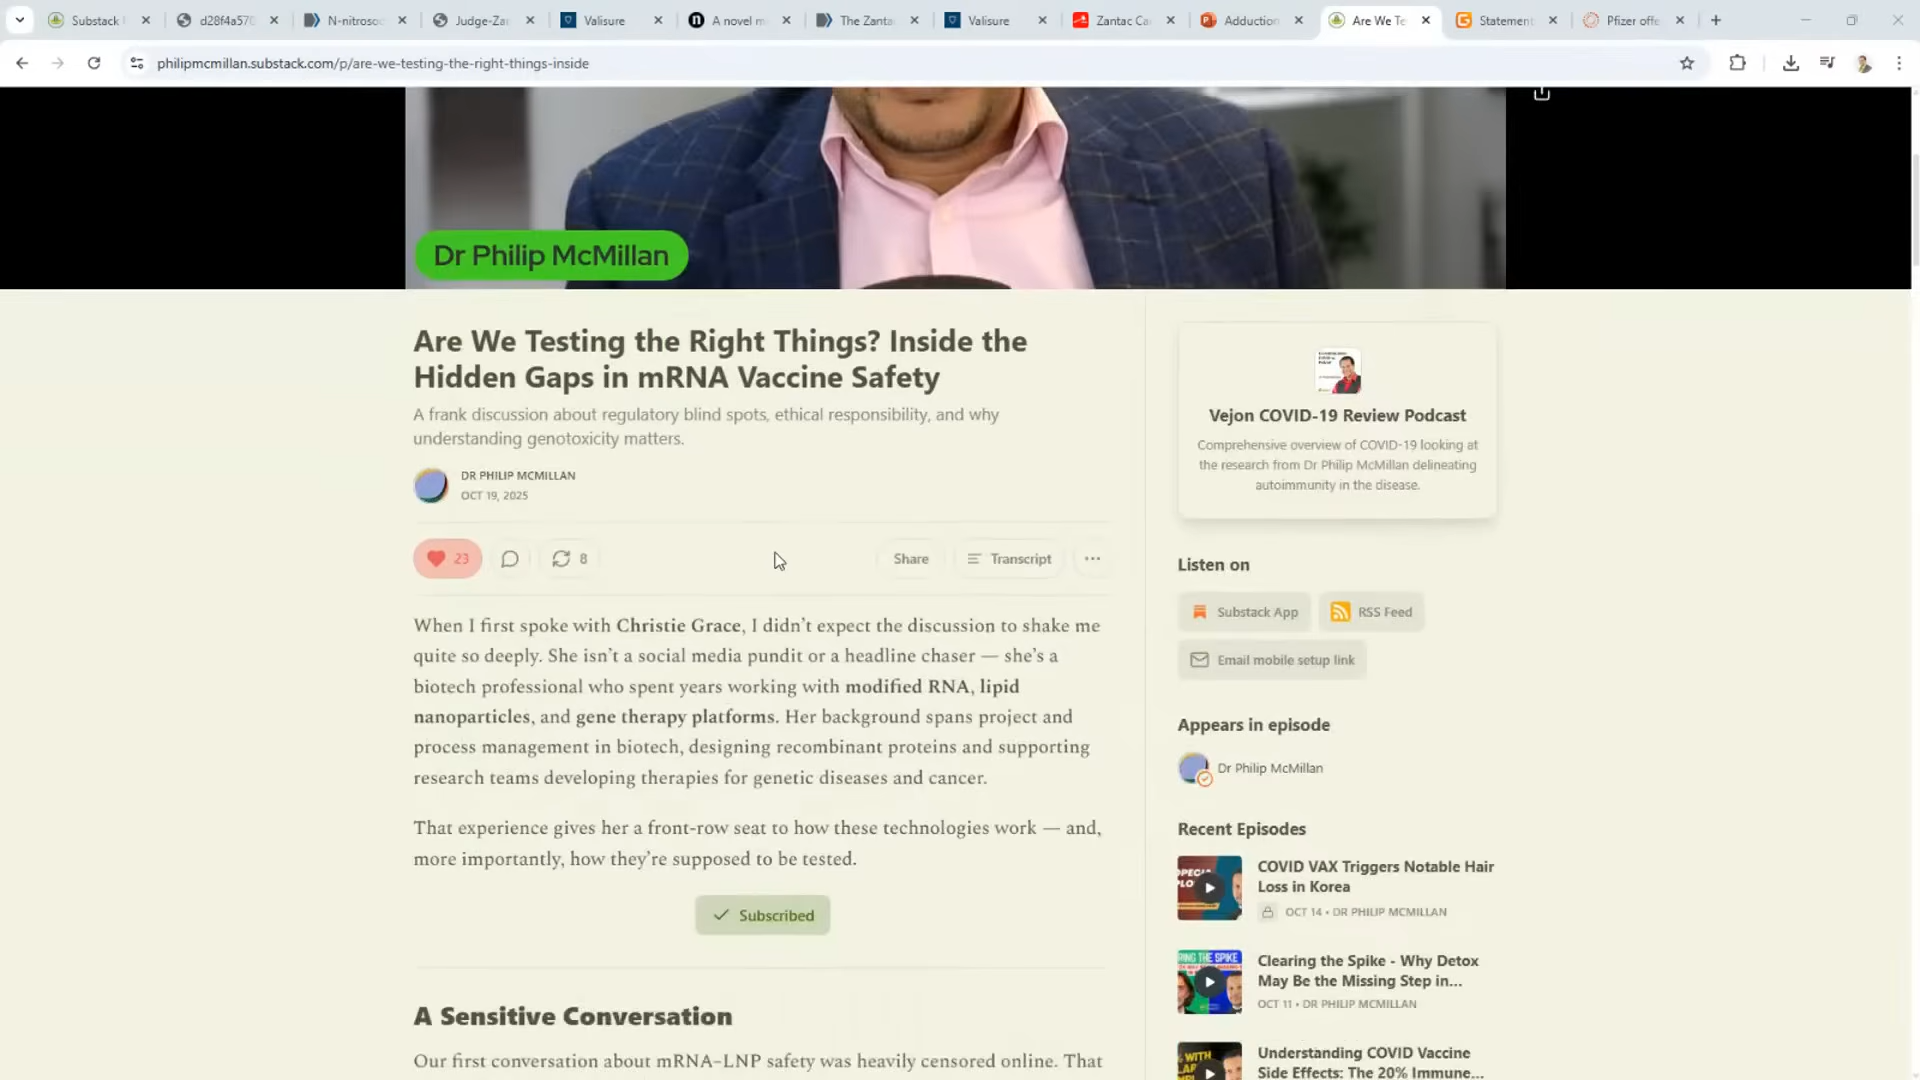 Substack
d28f4a570
N-nitroso
Judge-Za
Valisure
A novel m
The Zanta
Valisure
Zantac Ca
Adduction
Are We Te
Statement
Pfizer offe
philipmcmillan.substack.com/p/are-we-testing-the-right-things-inside
Dr Philip McMillan
Are We Testing the Right Things? Inside the
Hidden Gaps in mRNA Vaccine Safety
A frank discussion about regulatory blind spots, ethical responsibility, and why
understanding genotoxicity matters.
DR PHILIP MCMILLAN
OCT 19, 2025
23
8
Share
Transcript
When I first spoke with Christie Grace, I didn’t expect the discussion to shake me
quite so deeply. She isn’t a social media pundit or a headline chaser — she’s a
biotech professional who spent years working with modified RNA, lipid
nanoparticles, and gene therapy platforms. Her background spans project and
process management in biotech, designing recombinant proteins and supporting
research teams developing therapies for genetic diseases and cancer.
That experience gives her a front-row seat to how these technologies work — and,
more importantly, how they’re supposed to be tested.
Subscribed
A Sensitive Conversation
Our first conversation about mRNA-LNP safety was heavily censored online. That
Vejon COVID-19 Review Podcast
Comprehensive overview of COVID-19 looking at
the research from Dr Philip McMillan delineating
autoimmunity in the disease.
Listen on
Substack App
RSS Feed
Email mobile setup link
Appears in episode
Dr Philip McMillan
Recent Episodes
COVID VAX Triggers Notable Hair
Loss in Korea
OCT 14 • DR PHILIP MCMILLAN
Clearing the Spike - Why Detox
May Be the Missing Step in...
OCT 11 • DR PHILIP MCMILLAN
Understanding COVID Vaccine
Side Effects: The 20% Immune...